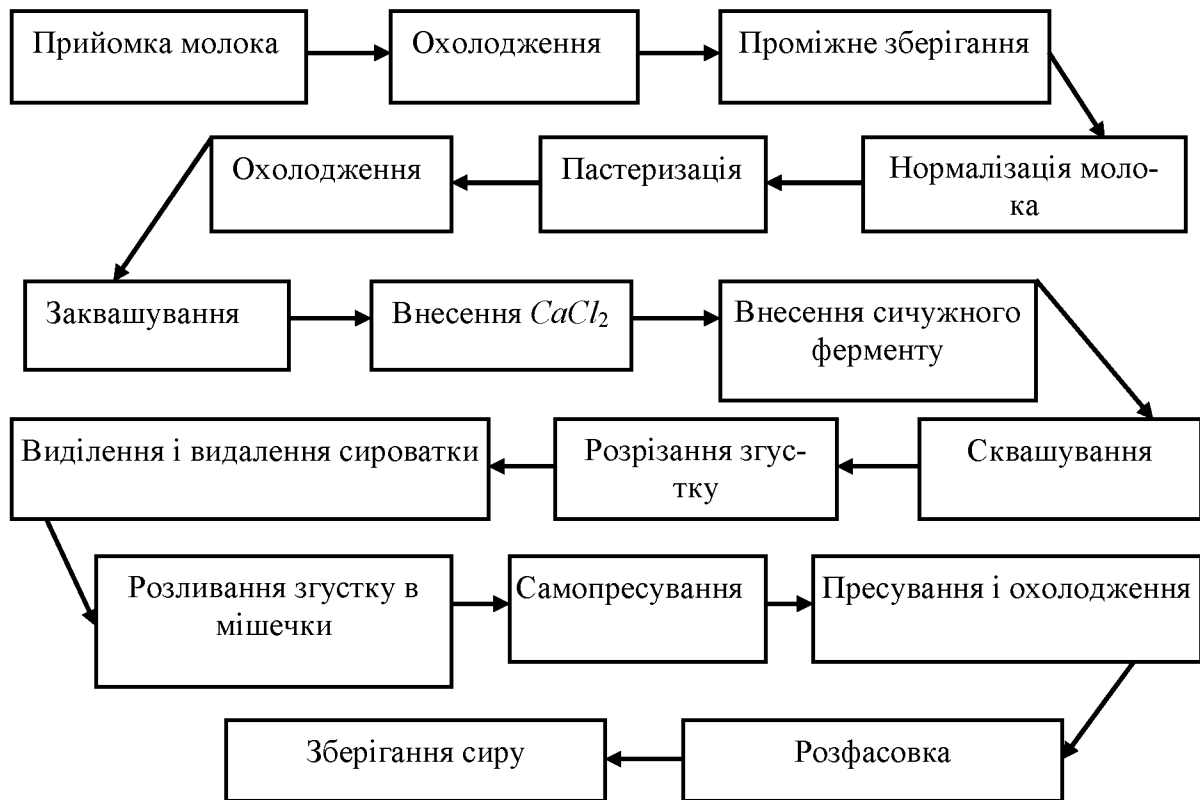 Прийомка молока
Охолодження
Проміжне зберігання
Нормалізація моло-
ка
Пастеризація
Охолодження
Заквашування
Внесення CaCl₂
Внесення сичужного
ферменту
Сквашування
Розрізання згус-
тку
Виділення і видалення сироватки
Розливання згустку в
мішечки
Самопресування
Пресування і охолодження
Розфасовка
Зберігання сиру